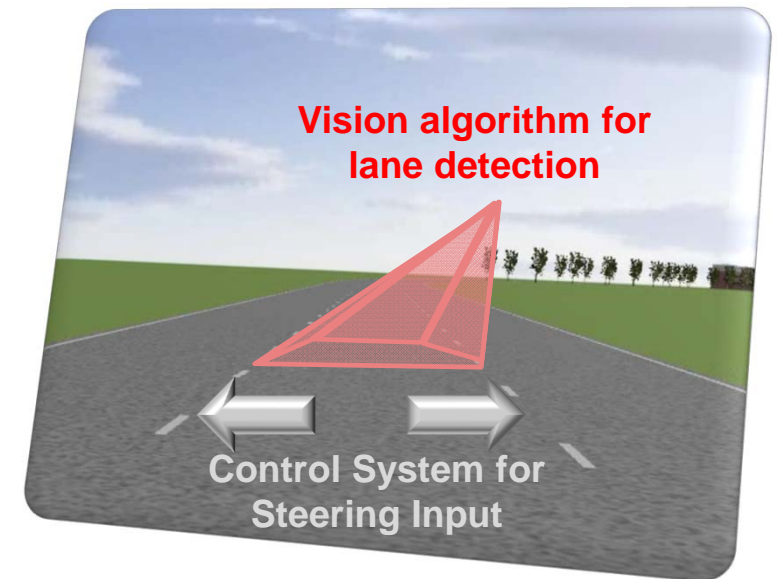 Vision algorithm for
lane detection
Control System for
Steering Input